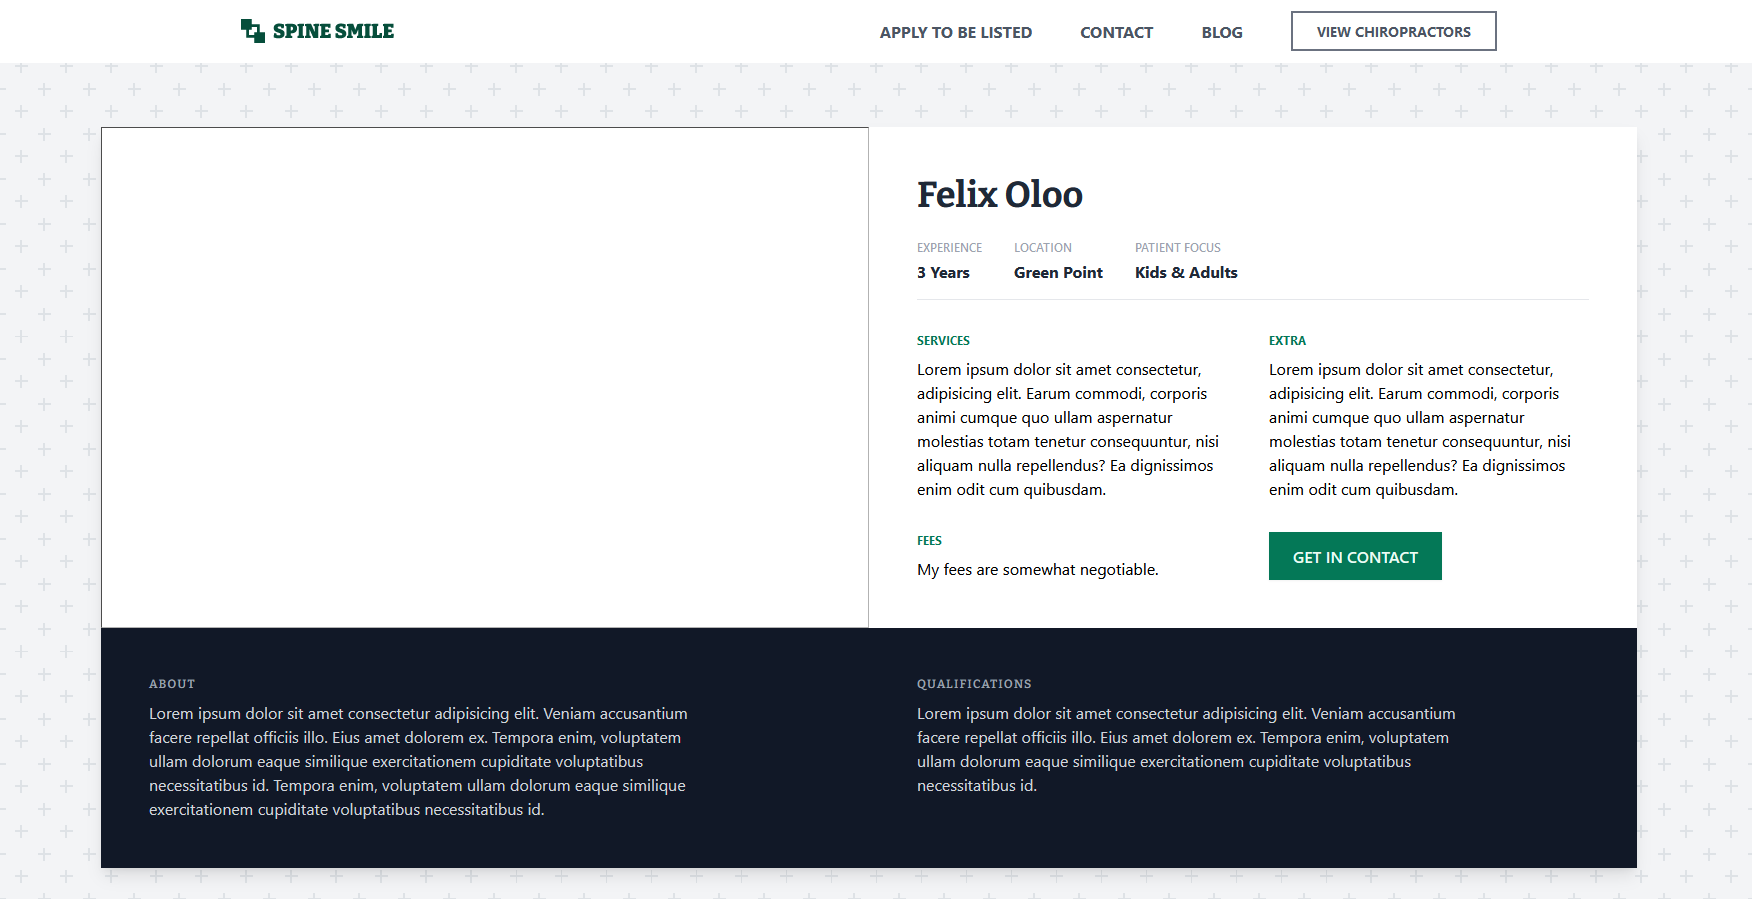 SPINE SMILE
APPLY TO BE LISTED
CONTACT
BLOG
VIEW CHIROPRACTORS
Felix Oloo
EXPERIENCE
3 Years
LOCATION
Green Point
PATIENT FOCUS
Kids & Adults
SERVICES
Lorem ipsum dolor sit amet consectetur,
adipisicing elit. Earum commodi, corporis
animi cumque quo ullam aspernatur
molestias totam tenetur consequuntur, nisi
aliquam nulla repellendus? Ea dignissimos
enim odit cum quibusdam.
EXTRA
Lorem ipsum dolor sit amet consectetur,
adipisicing elit. Earum commodi, corporis
animi cumque quo ullam aspernatur
molestias totam tenetur consequuntur, nisi
aliquam nulla repellendus? Ea dignissimos
enim odit cum quibusdam.
FEES
My fees are somewhat negotiable.
GET IN CONTACT
ABOUT
Lorem ipsum dolor sit amet consectetur adipisicing elit. Veniam accusantium
facere repellat officiis illo. Eius amet dolorem ex. Tempora enim, voluptatem
ullam dolorum eaque similique exercitationem cupiditate voluptatibus
necessitatibus id. Tempora enim, voluptatem ullam dolorum eaque similique
exercitationem cupiditate voluptatibus necessitatibus id.
QUALIFICATIONS
Lorem ipsum dolor sit amet consectetur adipisicing elit. Veniam accusantium
facere repellat officiis illo. Eius amet dolorem ex. Tempora enim, voluptatem
ullam dolorum eaque similique exercitationem cupiditate voluptatibus
necessitatibus id.